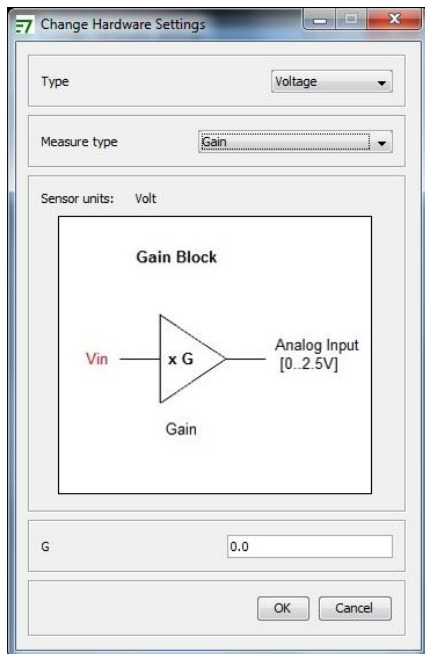 Change Hardware Settings
Type
Voltage
Measure type
Gain
Sensor units: Volt
Gain Block
Vin
x G
Analog Input
[0..2.5V]
Gain
G
0.0
OK
Cancel